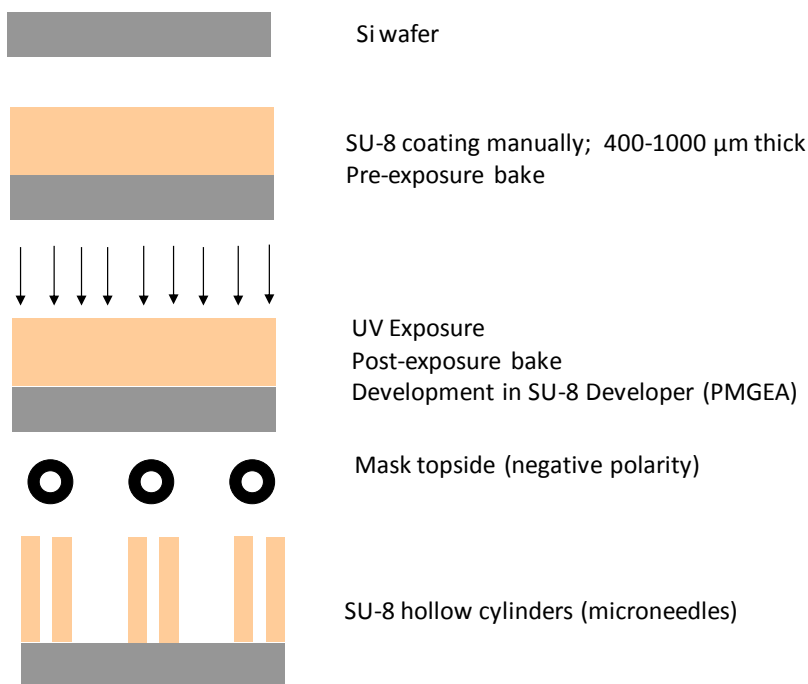 Si wafer
SU-8 coating manually; 400-1000 µm thick
Pre-exposure bake
UV Exposure
Post-exposure bake
Development in SU-8 Developer (PMGEA)
Mask topside (negative polarity)
SU-8 hollow cylinders (microneedles)